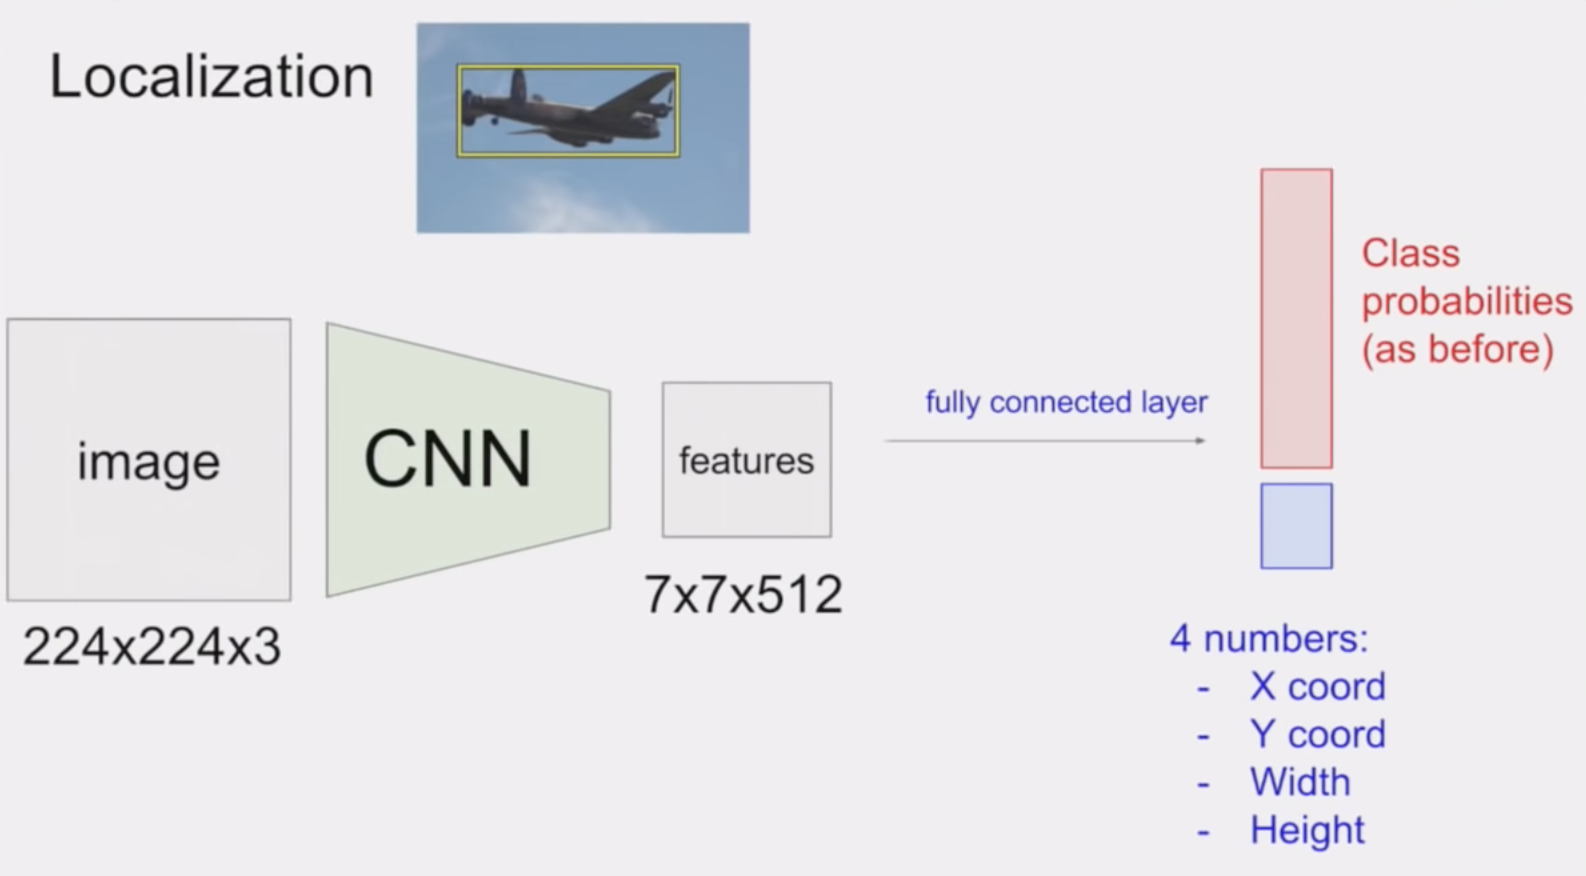 Localization
image
224x224x3
CNN
features
7x7x512
fully connected layer
Class
probabilities
(as before)
4 numbers:
- X coord
- Y coord
- Width
- Height